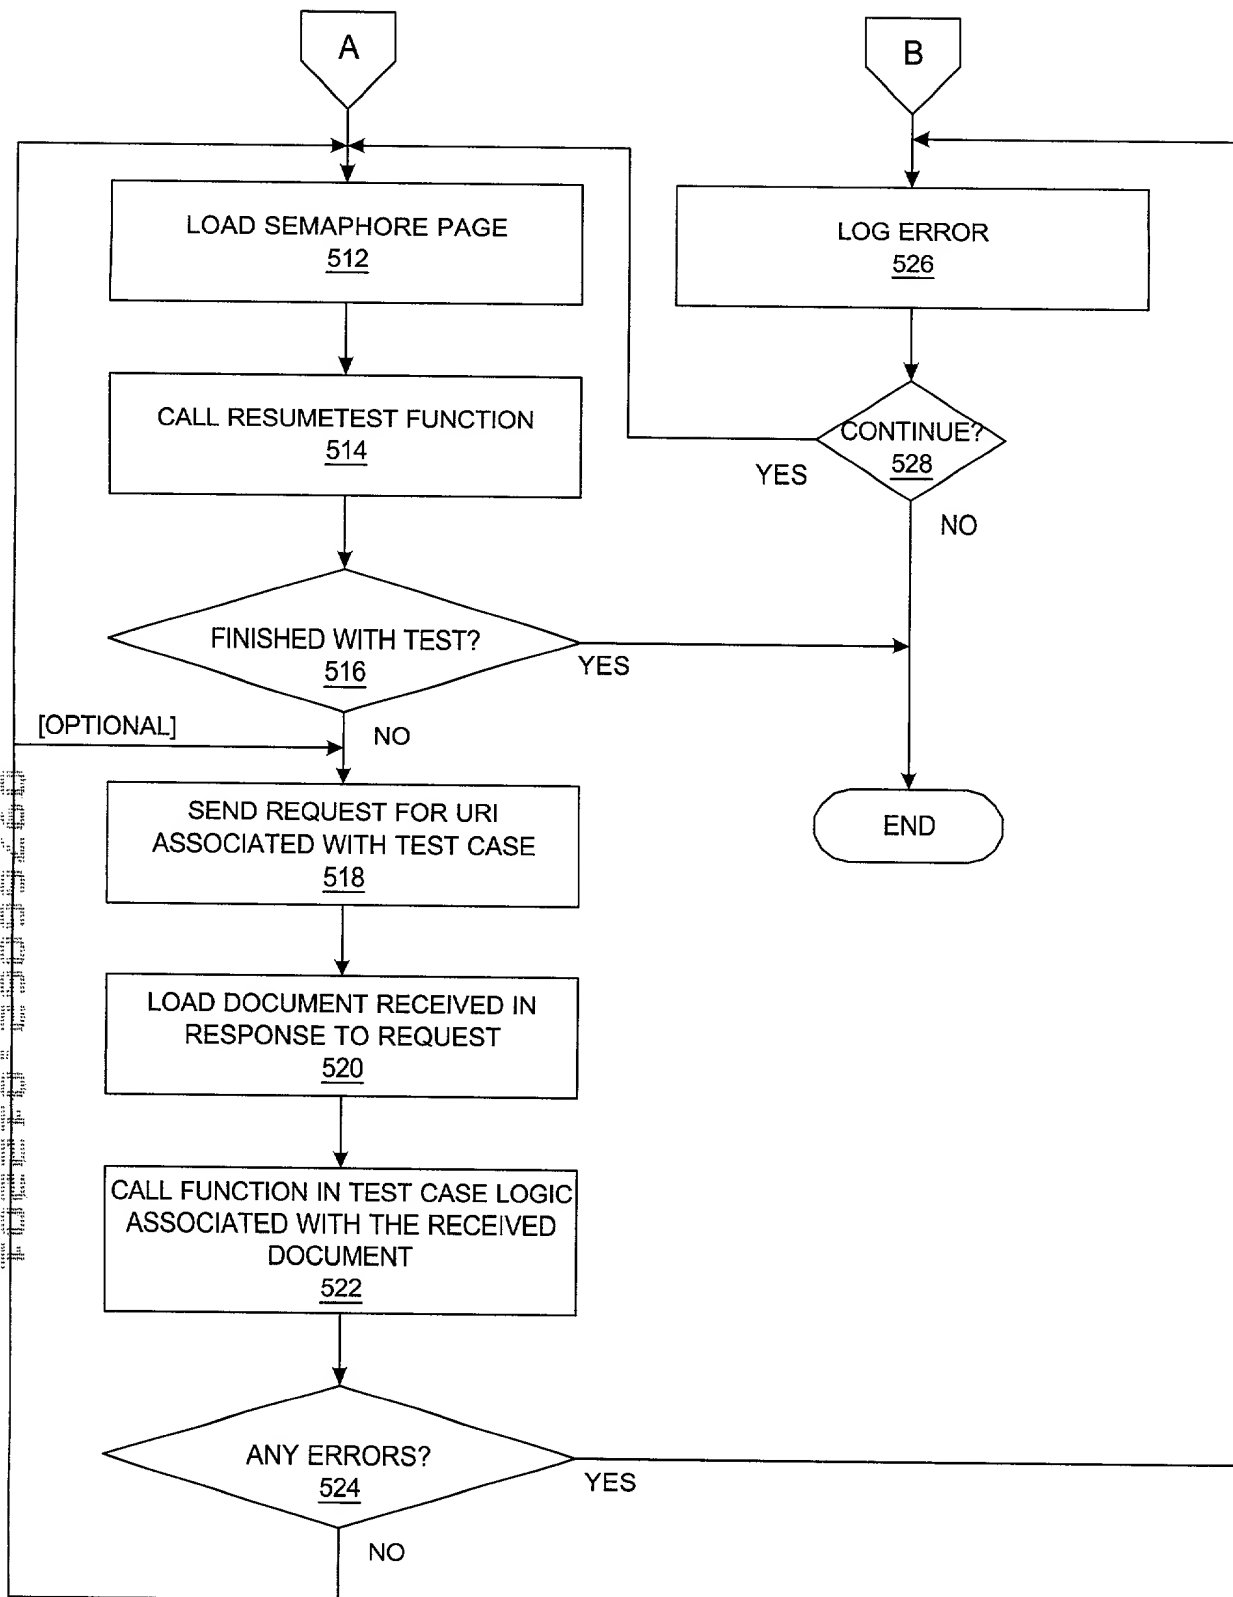 A
B
LOAD SEMAPHORE PAGE
512
LOG ERROR
526
CALL RESUMETEST FUNCTION
514
CONTINUE?
528
YES
NO
FINISHED WITH TEST?
516
YES
[OPTIONAL]
NO
SEND REQUEST FOR URI
ASSOCIATED WITH TEST CASE
518
END
LOAD DOCUMENT RECEIVED IN
RESPONSE TO REQUEST
520
CALL FUNCTION IN TEST CASE LOGIC
ASSOCIATED WITH THE RECEIVED
DOCUMENT
522
ANY ERRORS?
524
YES
NO